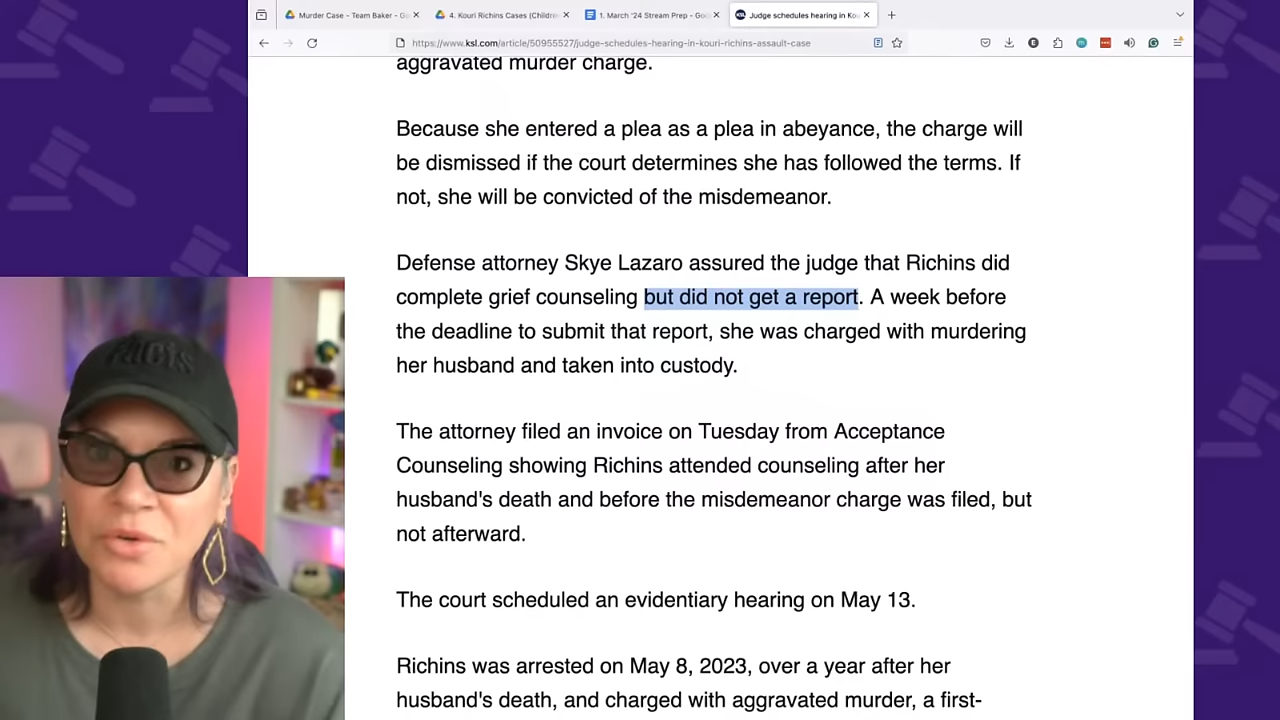 Murder Case - Team Baker - Go
4. Kouri Richins Cases (Childre
1. March '24 Stream Prep - Goo
KSL
Judge schedules hearing in Kou
https://www.ksl.com/article/50955527/judge-schedules-hearing-in-kouri-richins-assault-case
aggravated murder charge.
Because she entered a plea as a plea in abeyance, the charge will
be dismissed if the court determines she has followed the terms. If
not, she will be convicted of the misdemeanor.
Defense attorney Skye Lazaro assured the judge that Richins did
complete grief counseling but did not get a report. A week before
the deadline to submit that report, she was charged with murdering
her husband and taken into custody.
The attorney filed an invoice on Tuesday from Acceptance
Counseling showing Richins attended counseling after her
husband's death and before the misdemeanor charge was filed, but
not afterward.
The court scheduled an evidentiary hearing on May 13.
Richins was arrested on May 8, 2023, over a year after her
husband's death, and charged with aggravated murder, a first-